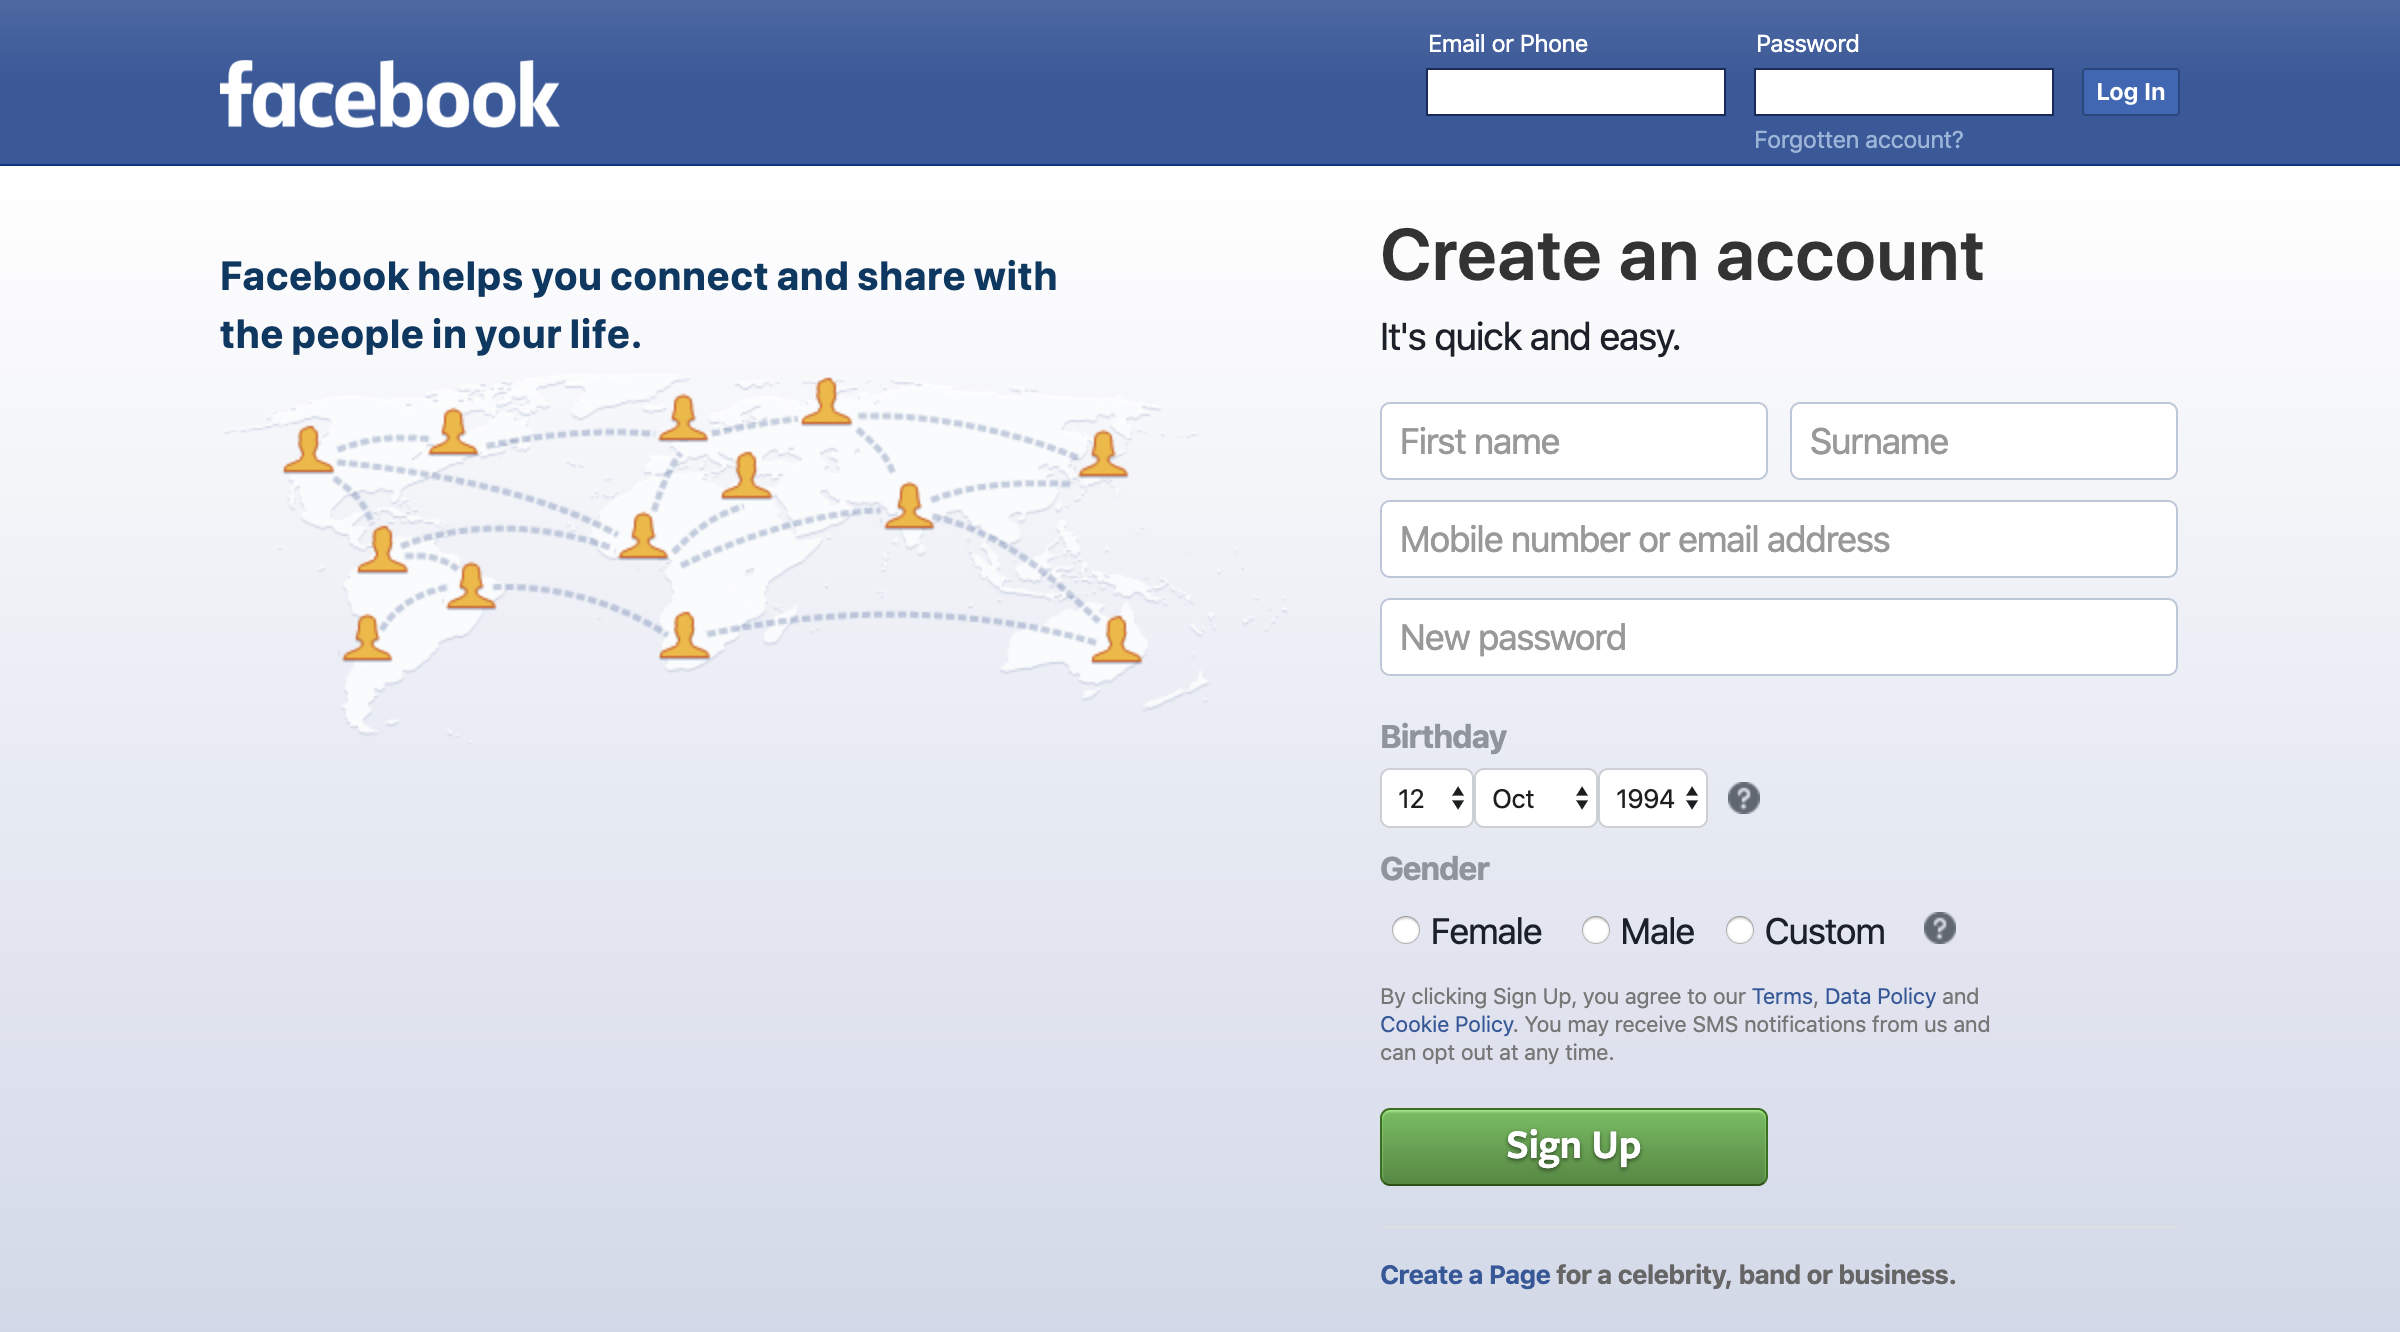 facebook
Email or Phone
Password
Log In
Forgotten account?
Facebook helps you connect and share with
the people in your life.
Create an account
It's quick and easy.
First name
Surname
Mobile number or email address
New password
Birthday
12
Oct
1994
?
Gender
Female
Male
Custom
?
By clicking Sign Up, you agree to our Terms, Data Policy and
Cookie Policy. You may receive SMS notifications from us and
can opt out at any time.
Sign Up
Create a Page for a celebrity, band or business.